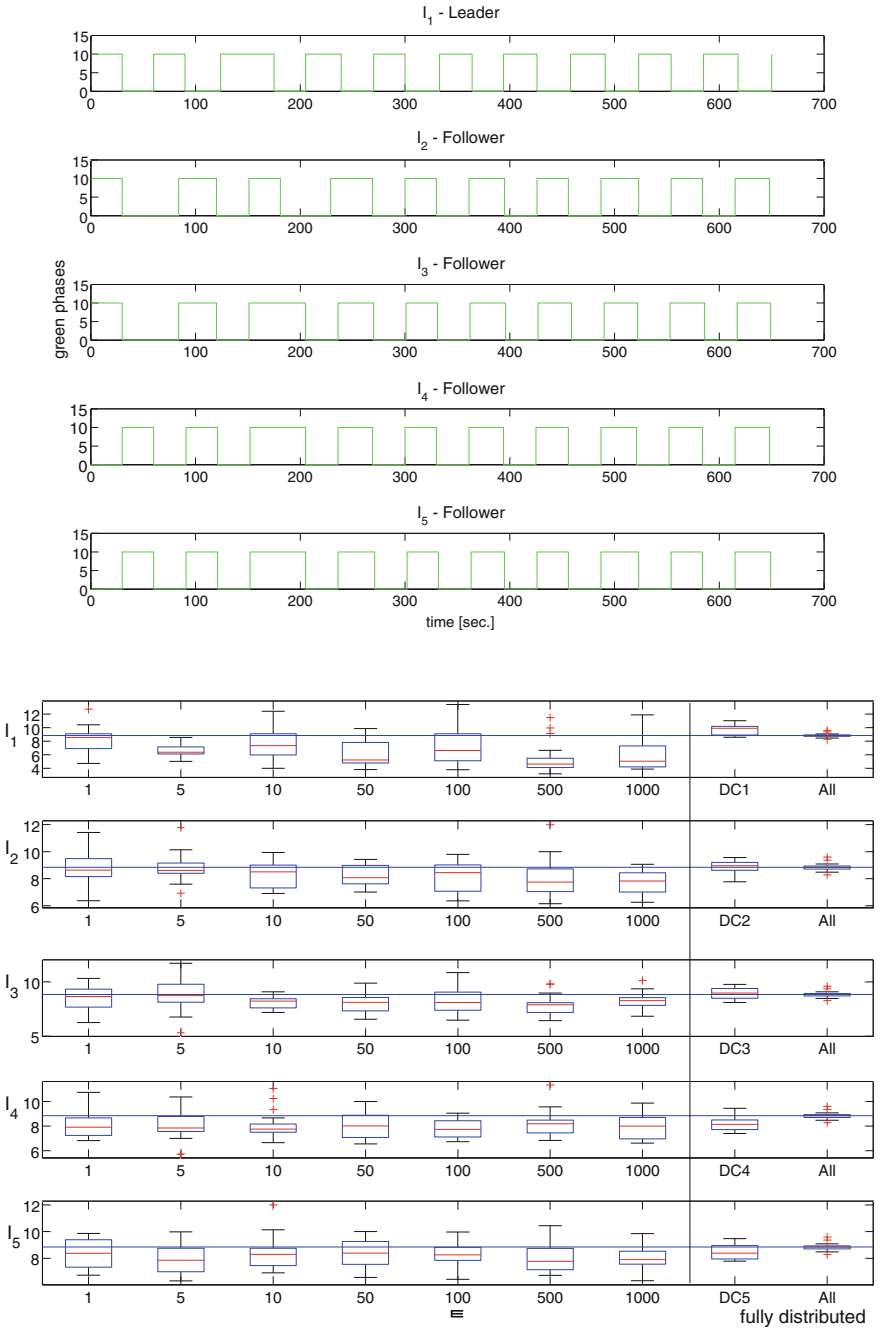 I1 - Leader
15
10
5
0
0 100 200 300 400 500 600 700
I2 - Follower
15
10
5
0
0 100 200 300 400 500 600 700
I3 - Follower
green phases
15
10
5
0
0 100 200 300 400 500 600 700
I4 - Follower
15
10
5
0
0 100 200 300 400 500 600 700
I5 - Follower
15
10
5
0
0 100 200 300 400 500 600 700
time [sec.]
I1
12
10
8
6
4
1 5 10 50 100 500 1000 DC1 All
I2
12
10
8
6
1 5 10 50 100 500 1000 DC2 All
I3
10
5
1 5 10 50 100 500 1000 DC3 All
I4
10
8
6
1 5 10 50 100 500 1000 DC4 All
I5
12
10
8
1 5 10 50 100 500 1000 DC5 All
fully distributed